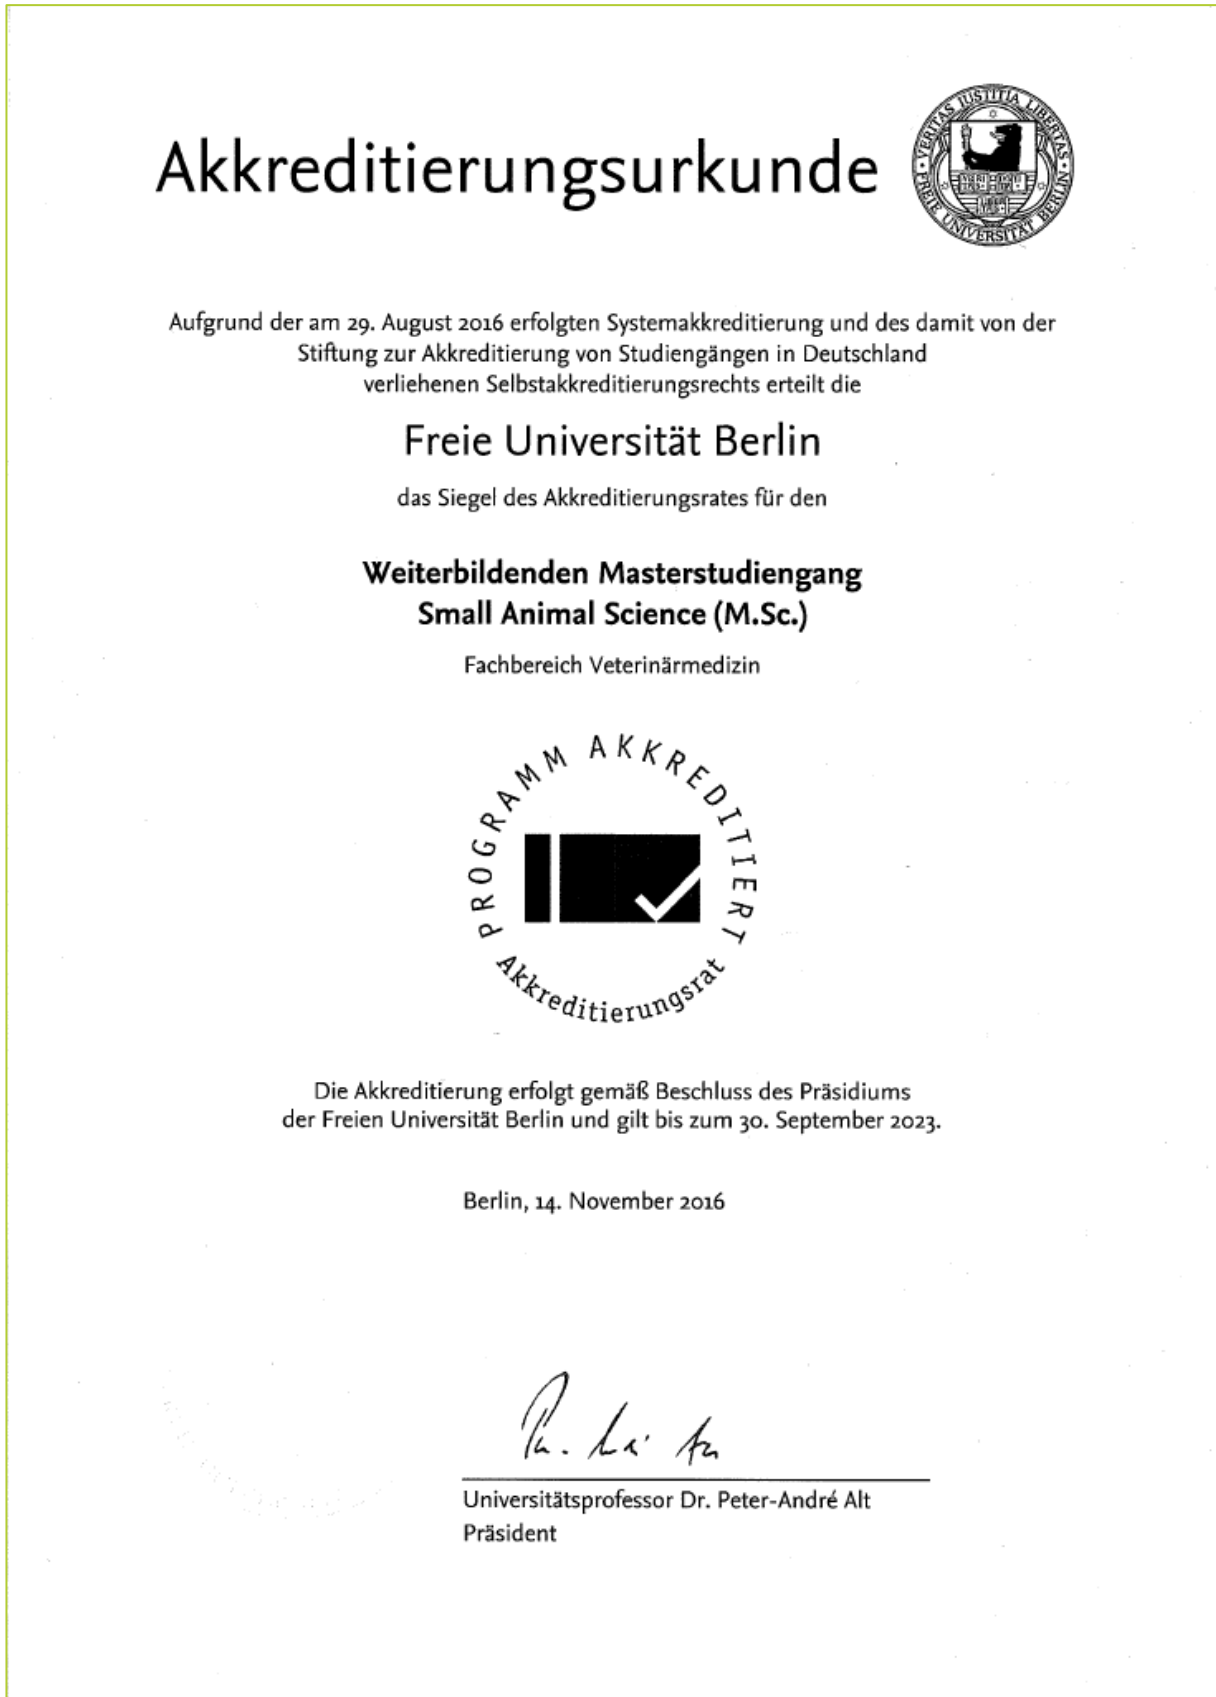 Akkreditierungsurkunde
VERITAS IUSTITIA LIBERTAS
FREIE UNIVERSITÄT BERLIN
Aufgrund der am 29. August 2016 erfolgten Systemakkreditierung und des damit von der
Stiftung zur Akkreditierung von Studiengängen in Deutschland
verliehenen Selbstakkreditierungsrechts erteilt die
Freie Universität Berlin
das Siegel des Akkreditierungsrates für den
Weiterbildenden Masterstudiengang
Small Animal Science (M.Sc.)
Fachbereich Veterinärmedizin
PROGRAMM AKKREDITIERT
Akkreditierungsrat
Die Akkreditierung erfolgt gemäß Beschluss des Präsidiums
der Freien Universität Berlin und gilt bis zum 30. September 2023.
Berlin, 14. November 2016
Universitätsprofessor Dr. Peter-André Alt
Präsident